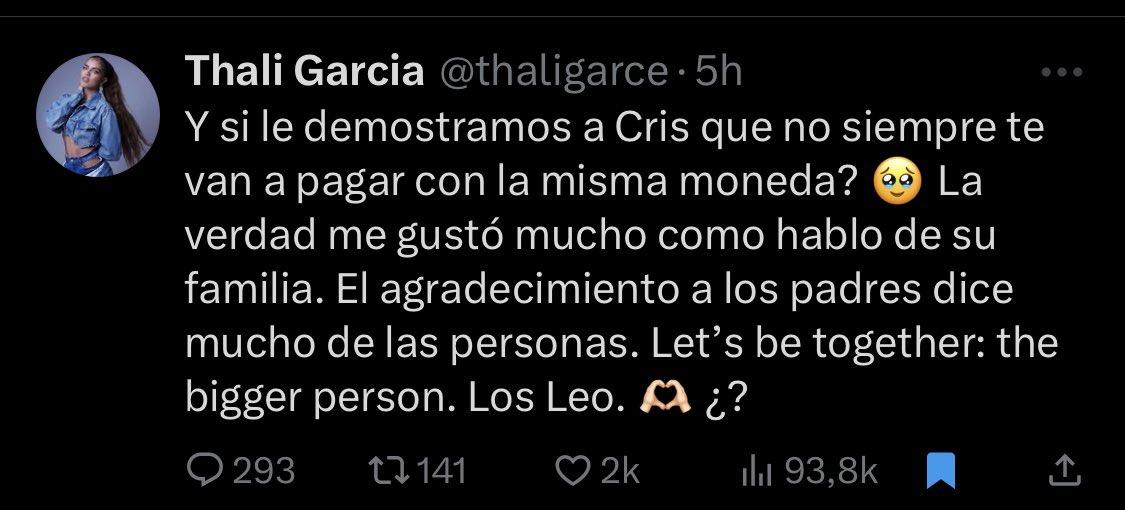 Thali Garcia @thaligarce · 5h
Y si le demostramos a Cris que no siempre te
van a pagar con la misma moneda? 🥹 La
verdad me gustó mucho como hablo de su
familia. El agradecimiento a los padres dice
mucho de las personas. Let’s be together: the
bigger person. Los Leo. 🫶🏻 ¿?
293 141 2k 93,8k